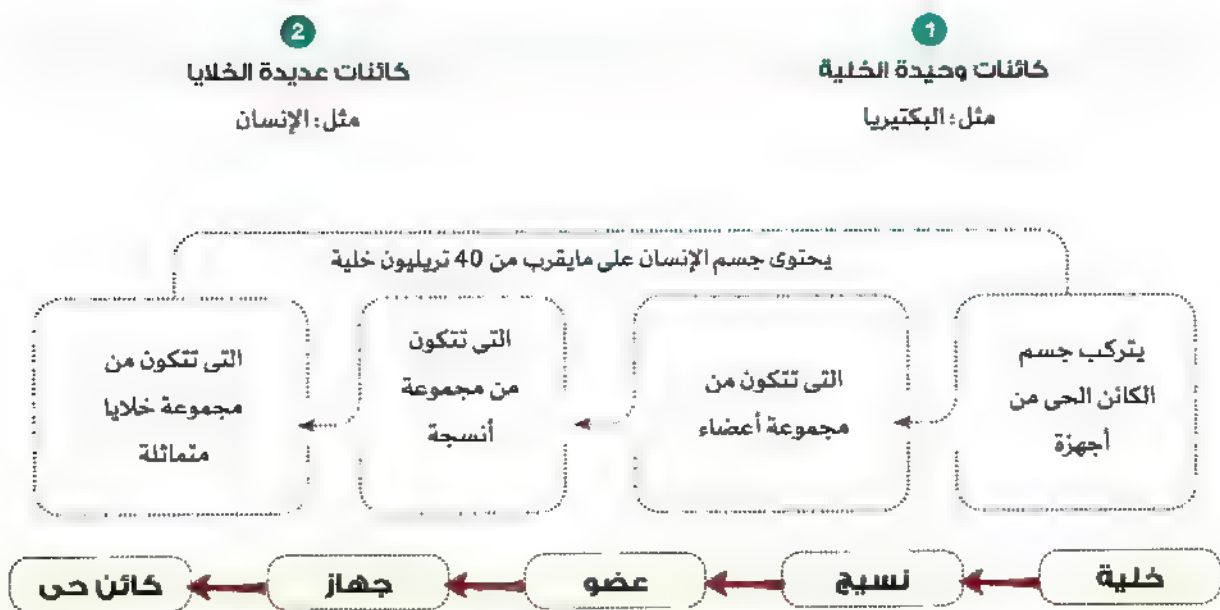 1
كائنات وحيدة الخلية
مثل: البكتيريا
2
كائنات عديدة الخلايا
مثل: الإنسان
يحتوى جسم الإنسان على مايقرب من 40 تريليون خلية
يتركب جسم
الكائن الحى من
أجهزة
التى تتكون من
مجموعة أعضاء
التى تتكون
من مجموعة
أنسجة
التى تتكون من
مجموعة خلايا
متماثلة
خلية
نسيج
عضو
جهاز
كائن حى